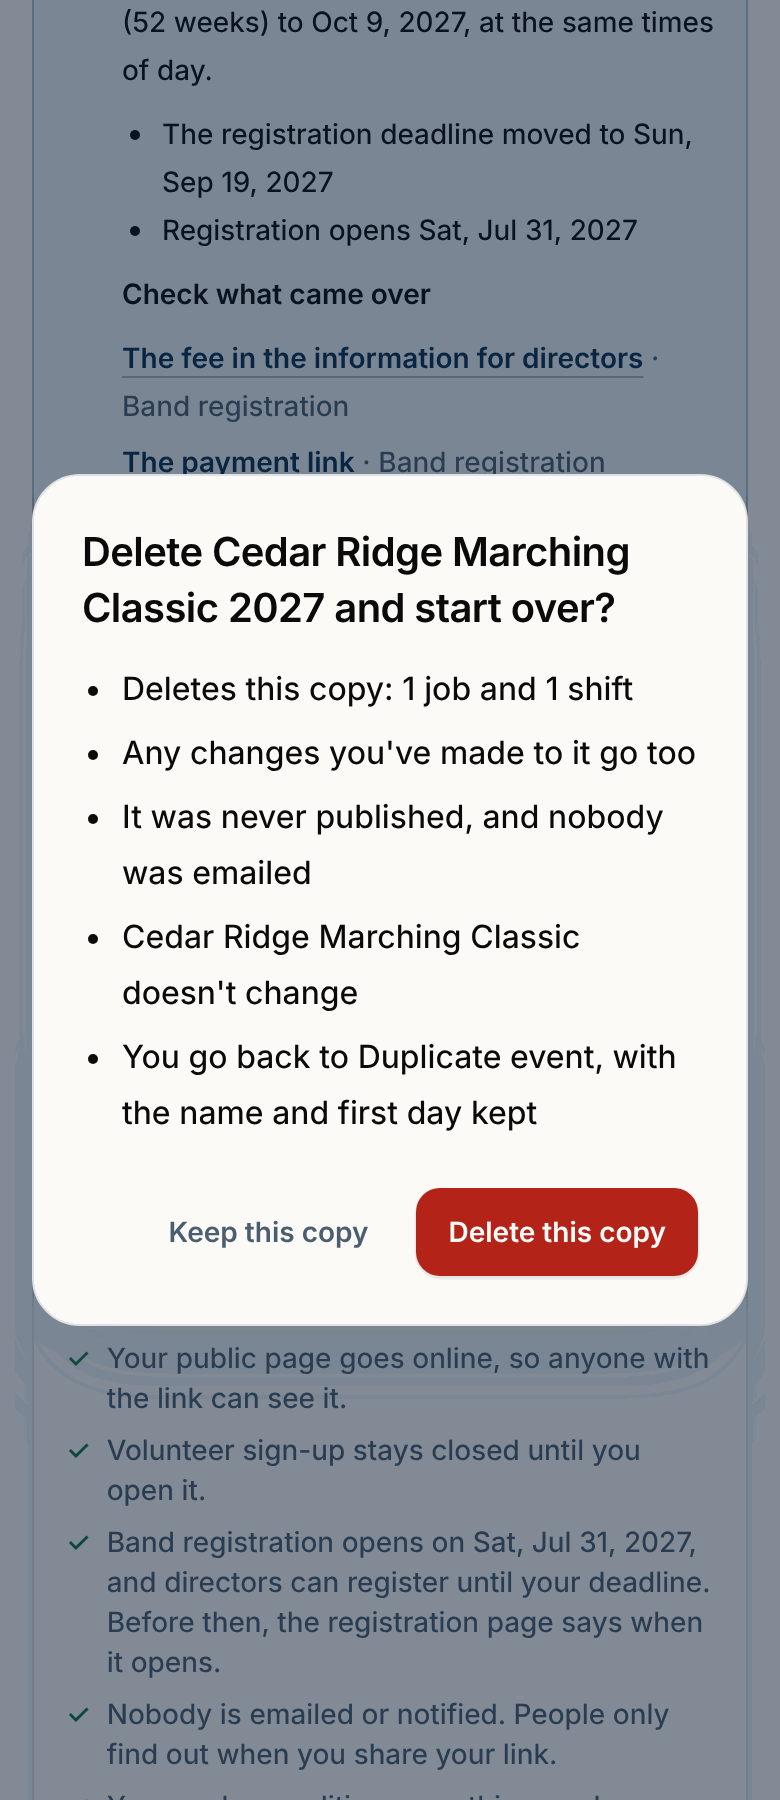 (52 weeks) to Oct 9, 2027, at the same times
of day.
• The registration deadline moved to Sun,
Sep 19, 2027
• Registration opens Sat, Jul 31, 2027
Check what came over
The fee in the information for directors ·
Band registration
The payment link · Band registration
Delete Cedar Ridge Marching
Classic 2027 and start over?
• Deletes this copy: 1 job and 1 shift
• Any changes you've made to it go too
• It was never published, and nobody
was emailed
• Cedar Ridge Marching Classic
doesn't change
• You go back to Duplicate event, with
the name and first day kept
Keep this copy Delete this copy
Your public page goes online, so anyone with
the link can see it.
Volunteer sign-up stays closed until you
open it.
Band registration opens on Sat, Jul 31, 2027,
and directors can register until your deadline.
Before then, the registration page says when
it opens.
Nobody is emailed or notified. People only
find out when you share your link.